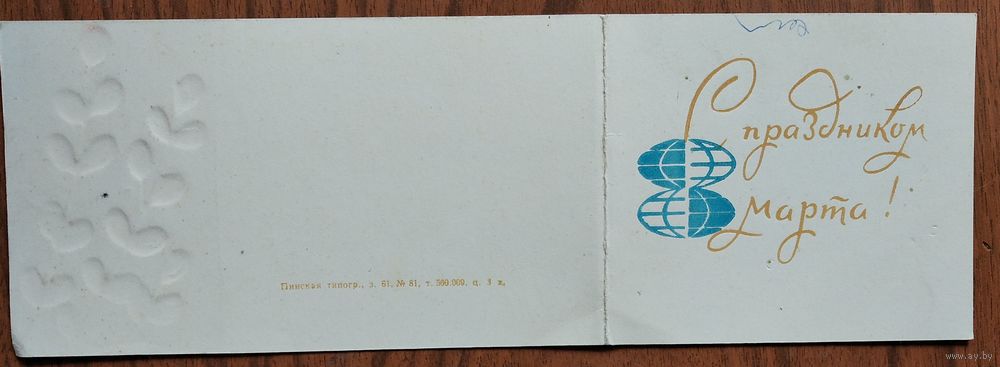 Пинская типогр., з. 61, № 81, т. 500.000, ц. 3 к.
С праздником
8 марта!
www.ay.by